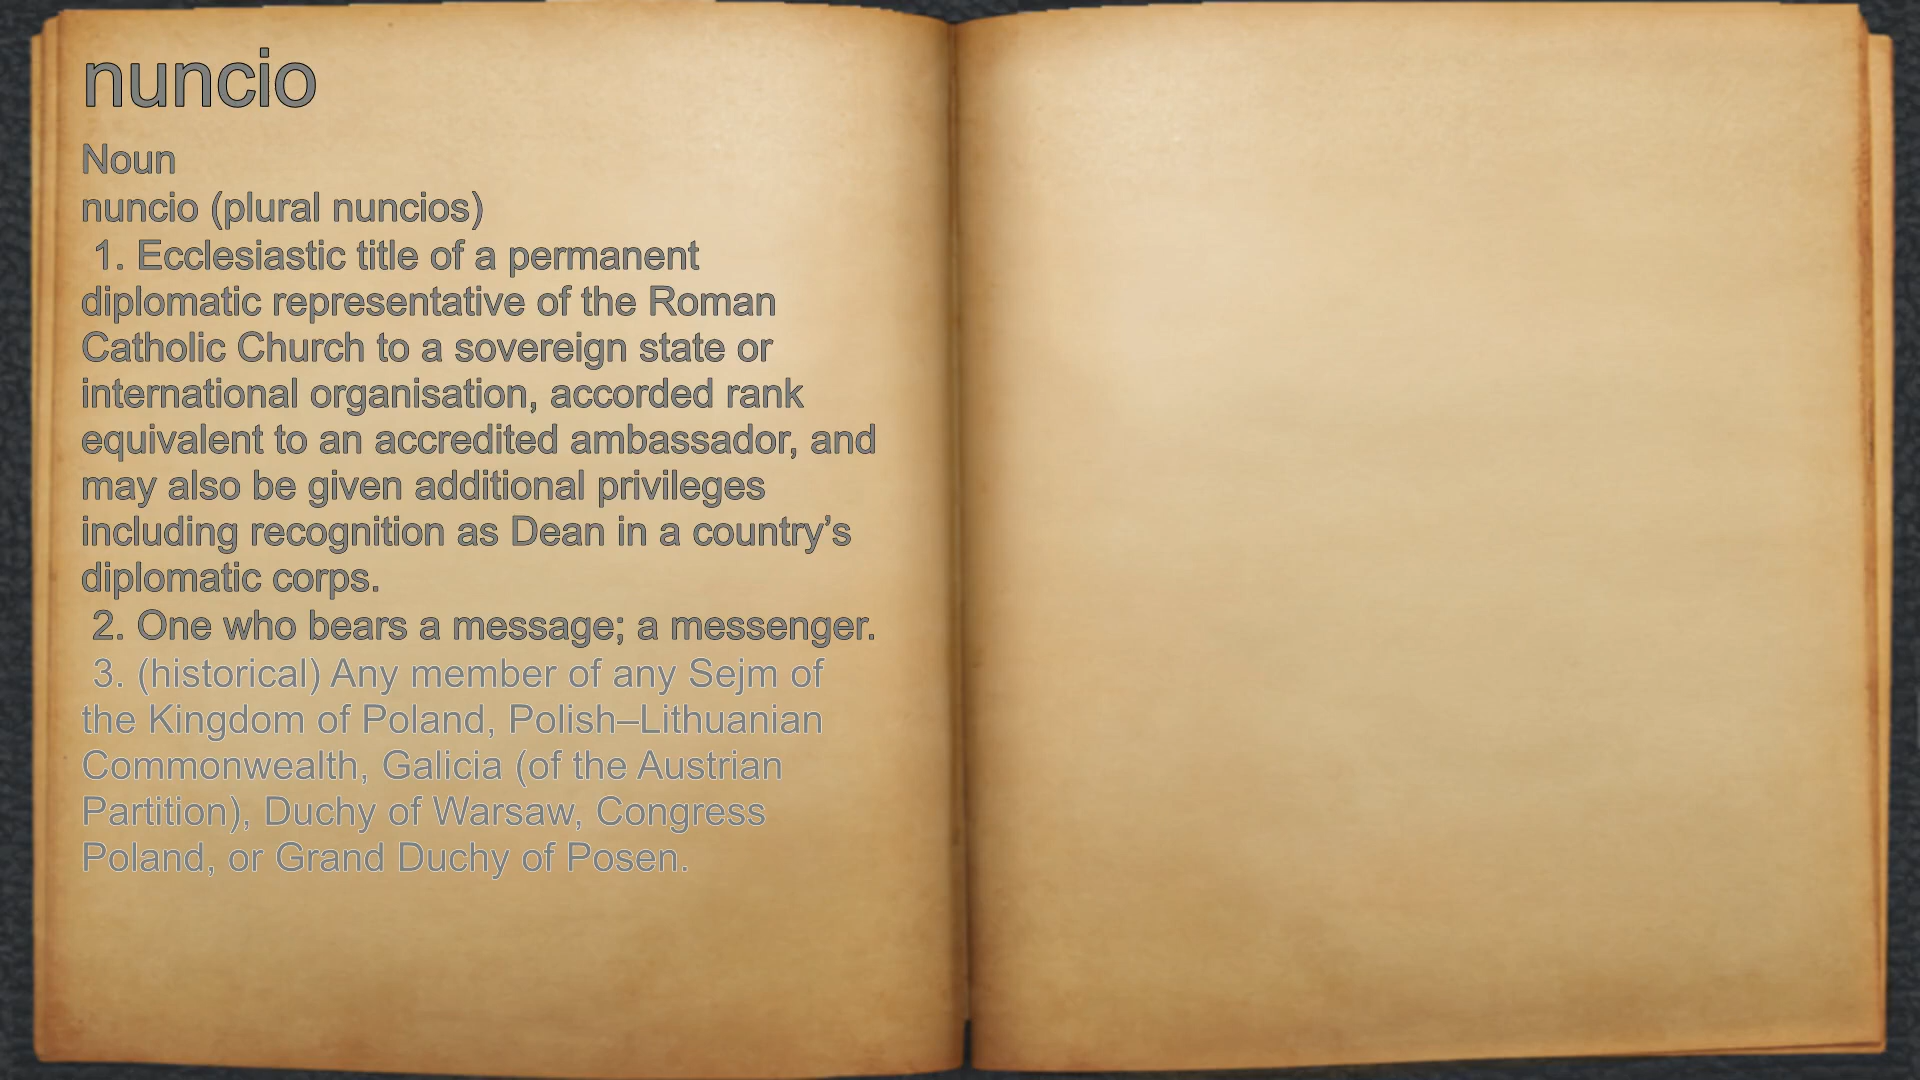 nuncio
Noun
nuncio (plural nuncios)
1. Ecclesiastic title of a permanent
diplomatic representative of the Roman
Catholic Church to a sovereign state or
international organisation, accorded rank
equivalent to an accredited ambassador, and
may also be given additional privileges
including recognition as Dean in a country’s
diplomatic corps.
2. One who bears a message; a messenger.
3. (historical) Any member of any Sejm of
the Kingdom of Poland, Polish–Lithuanian
Commonwealth, Galicia (of the Austrian
Partition), Duchy of Warsaw, Congress
Poland, or Grand Duchy of Posen.